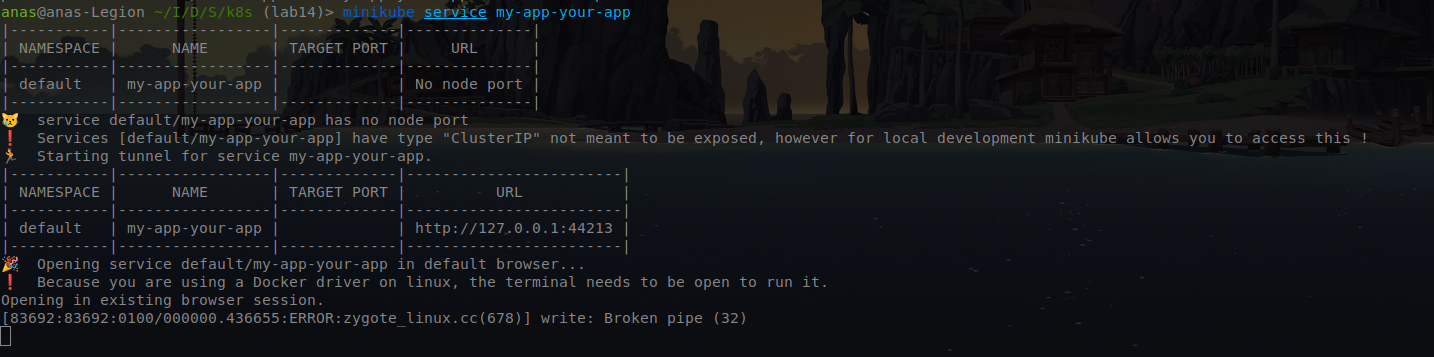 anas@anas-Legion ~/I/D/S/k8s (lab14)> minikube service my-app-your-app
|-----------|-----------------|-------------|--------------|
| NAMESPACE |      NAME       | TARGET PORT |     URL      |
|-----------|-----------------|-------------|--------------|
| default   | my-app-your-app |             | No node port |
|-----------|-----------------|-------------|--------------|
😿  service default/my-app-your-app has no node port
❗  Services [default/my-app-your-app] have type "ClusterIP" not meant to be exposed, however for local development minikube allows you to access this !
🏃  Starting tunnel for service my-app-your-app.
|-----------|-----------------|-------------|------------------------|
| NAMESPACE |      NAME       | TARGET PORT |          URL           |
|-----------|-----------------|-------------|------------------------|
| default   | my-app-your-app |             | http://127.0.0.1:44213 |
|-----------|-----------------|-------------|------------------------|
🎉  Opening service default/my-app-your-app in default browser...
❗  Because you are using a Docker driver on linux, the terminal needs to be open to run it.
Opening in existing browser session.
[83692:83692:0100/000000.436655:ERROR:zygote_linux.cc(678)] write: Broken pipe (32)